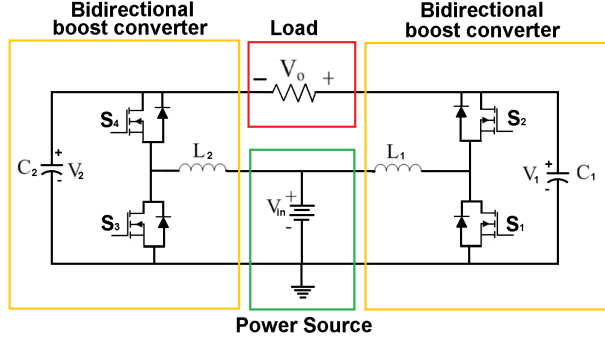 Bidirectional
boost converter
Load
Bidirectional
boost converter
− Vo +
S4
S2
C2
+
V2
-
L2
L1
V1
+
-
C1
S3
Vin
+
-
S1
Power Source